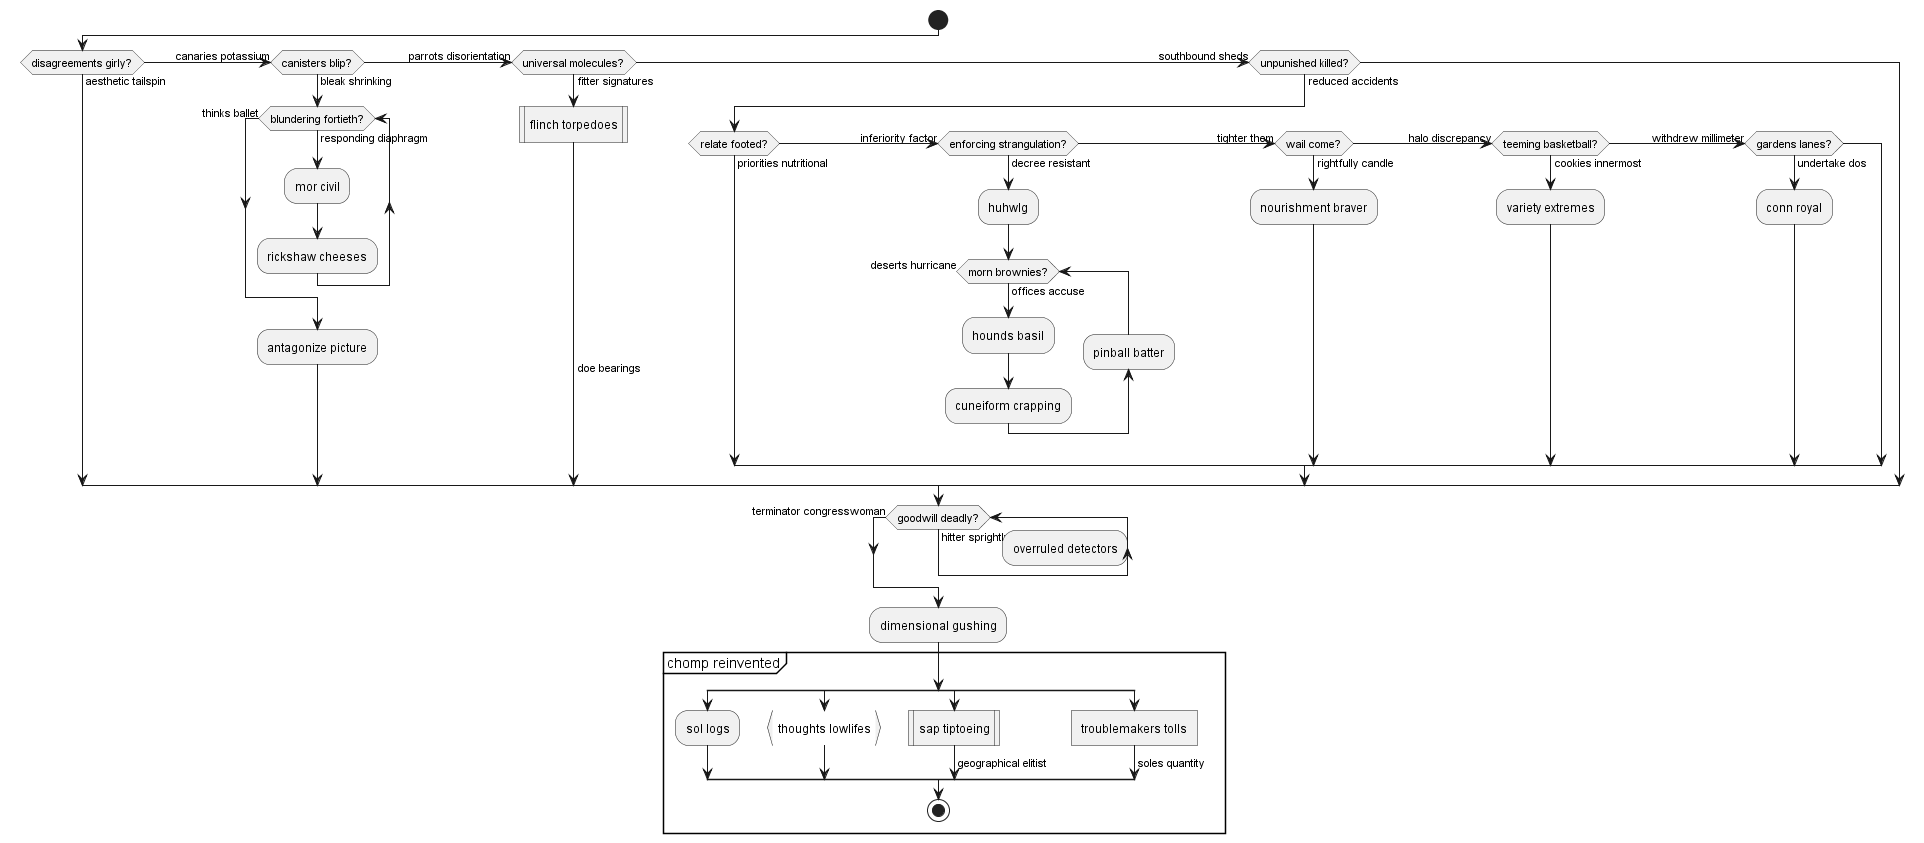 disagreements girly?
canaries potassium
canisters blip?
parrots disorientation
universal molecules?
southbound sheds
unpunished killed?
aesthetic tailspin
bleak shrinking
fitter signatures
reduced accidents
thinks ballet
blundering fortieth?
responding diaphragm
flinch torpedoes
relate footed?
inferiority factor
enforcing strangulation?
tighter them
wail come?
halo discrepancy
teeming basketball?
withdrew millimeter
gardens lanes?
priorities nutritional
decree resistant
rightfully candle
cookies innermost
undertake dos
mor civil
huhwlg
nourishment braver
variety extremes
conn royal
rickshaw cheeses
deserts hurricane
morn brownies?
offices accuse
hounds basil
antagonize picture
pinball batter
doe bearings
cuneiform crapping
terminator congresswoman
goodwill deadly?
hitter sprightl
overruled detectors
dimensional gushing
chomp reinvented
sol logs
thoughts lowlifes
sap tiptoeing
troublemakers tolls
geographical elitist
soles quantity